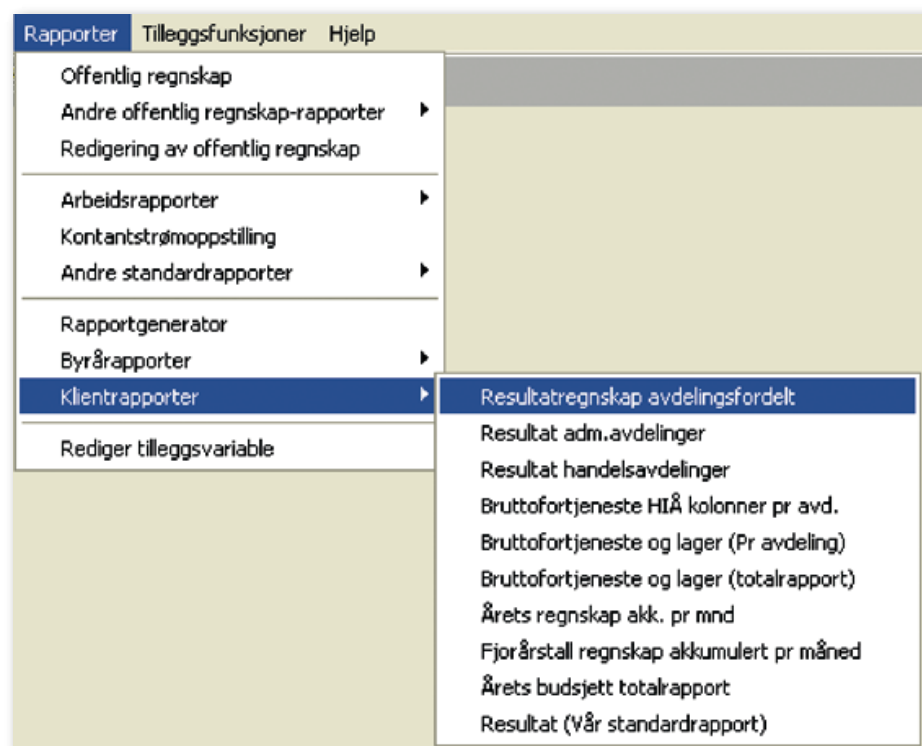 Rapporter Tilleggsfunksjoner Hjelp
Offentlig regnskap
Andre offentlig regnskap-rapporter
Redigering av offentlig regnskap
Arbeidsrapporter
Kontantstrømoppstilling
Andre standardrapporter
Rapportgenerator
Byrårapporter
Klientrapporter
Rediger tilleggsvariable
Resultatregnskap avdelingsfordelt
Resultat adm.avdelinger
Resultat handelsavdelinger
Bruttofortjeneste HIÅ kolonner pr avd.
Bruttofortjeneste og lager (Pr avdeling)
Bruttofortjeneste og lager (totalrapport)
Årets regnskap akk. pr mnd
Fjorårstall regnskap akkumulert pr måned
Årets budsjett totalrapport
Resultat (Vår standardrapport)